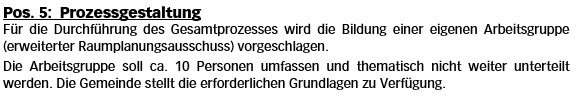 Pos. 5: Prozessgestaltung
Für die Durchführung des Gesamtprozesses wird die Bildung einer eigenen Arbeitsgruppe
(erweiterter Raumplanungsausschuss) vorgeschlagen.
Die Arbeitsgruppe soll ca. 10 Personen umfassen und thematisch nicht weiter unterteilt
werden. Die Gemeinde stellt die erforderlichen Grundlagen zu Verfügung.